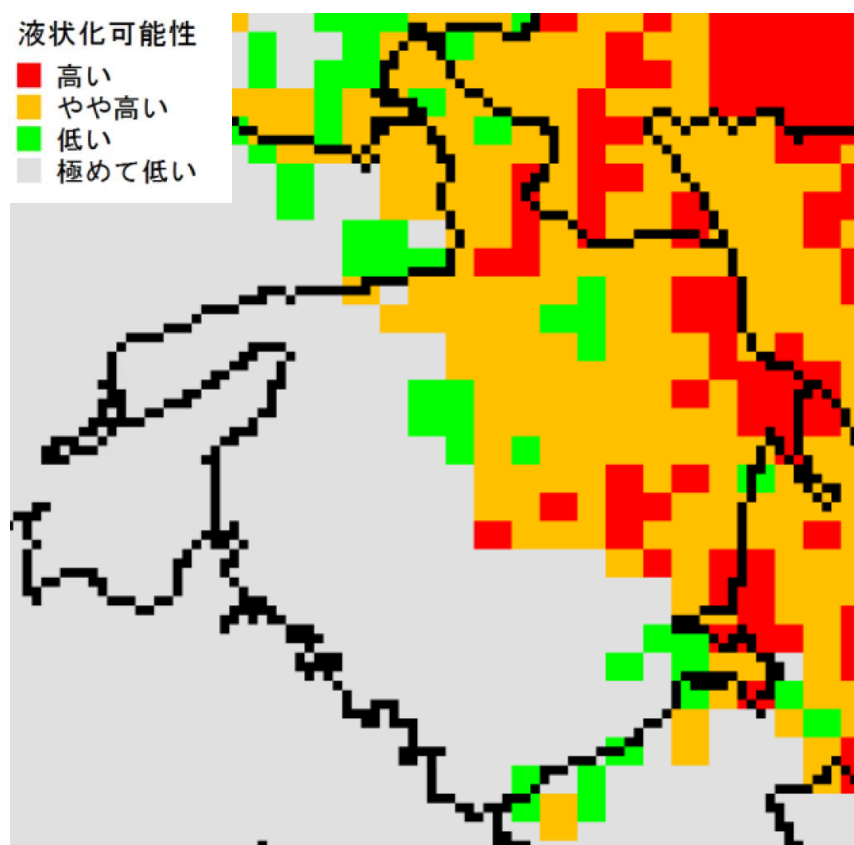 液状化可能性
高い
やや高い
低い
極めて低い